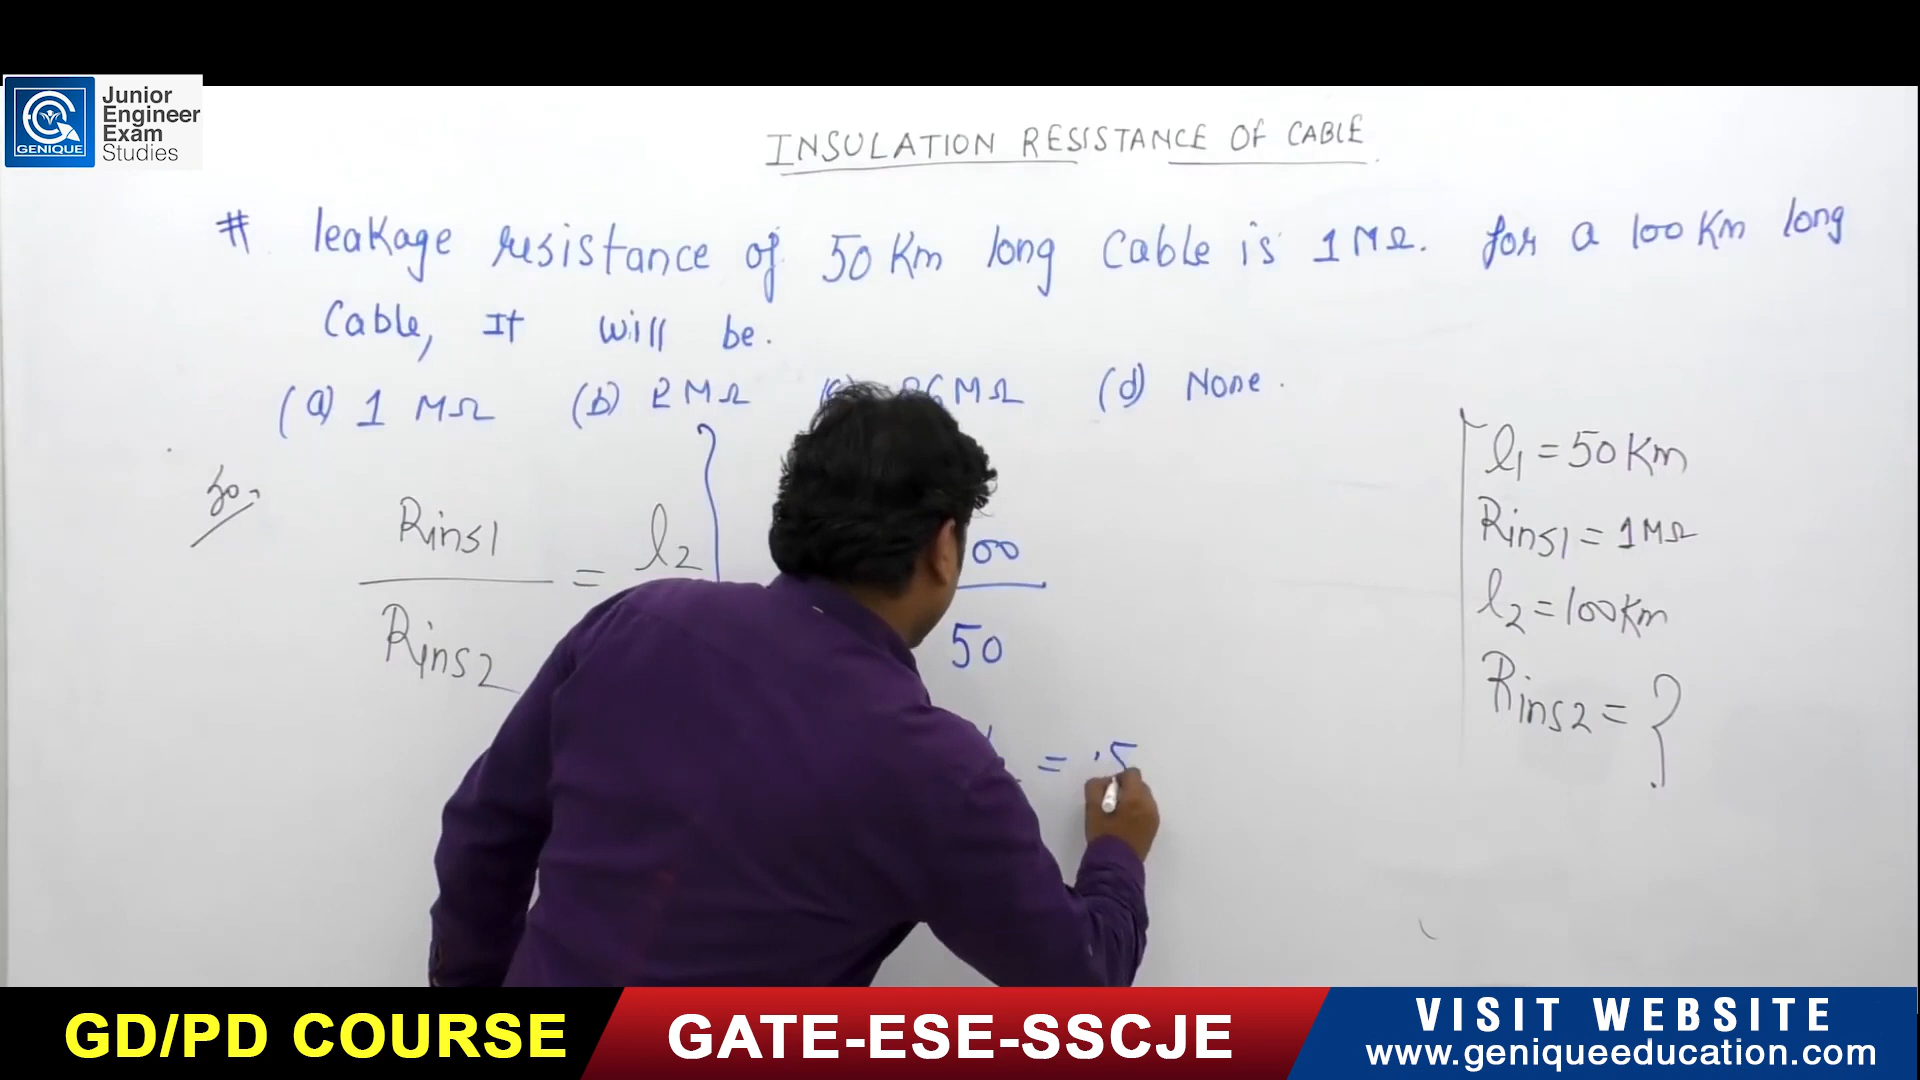 Junior
Engineer
Exam
Studies
GENIQUE
INSULATION RESISTANCE OF CABLE
# leakage resistance of 50 Km long Cable is 1 MΩ. for a 100 Km long
Cable, It will be.
(a) 1 MΩ (b) 2 MΩ MΩ (d) None.
Rins1
Rins2
= l2
50
= .5
l1 = 50 Km
Rins1 = 1 MΩ
l2 = 100 Km
Rins2 = ?
GD/PD COURSE
GATE-ESE-SSCJE
VISIT WEBSITE
www.geniqueeducation.com